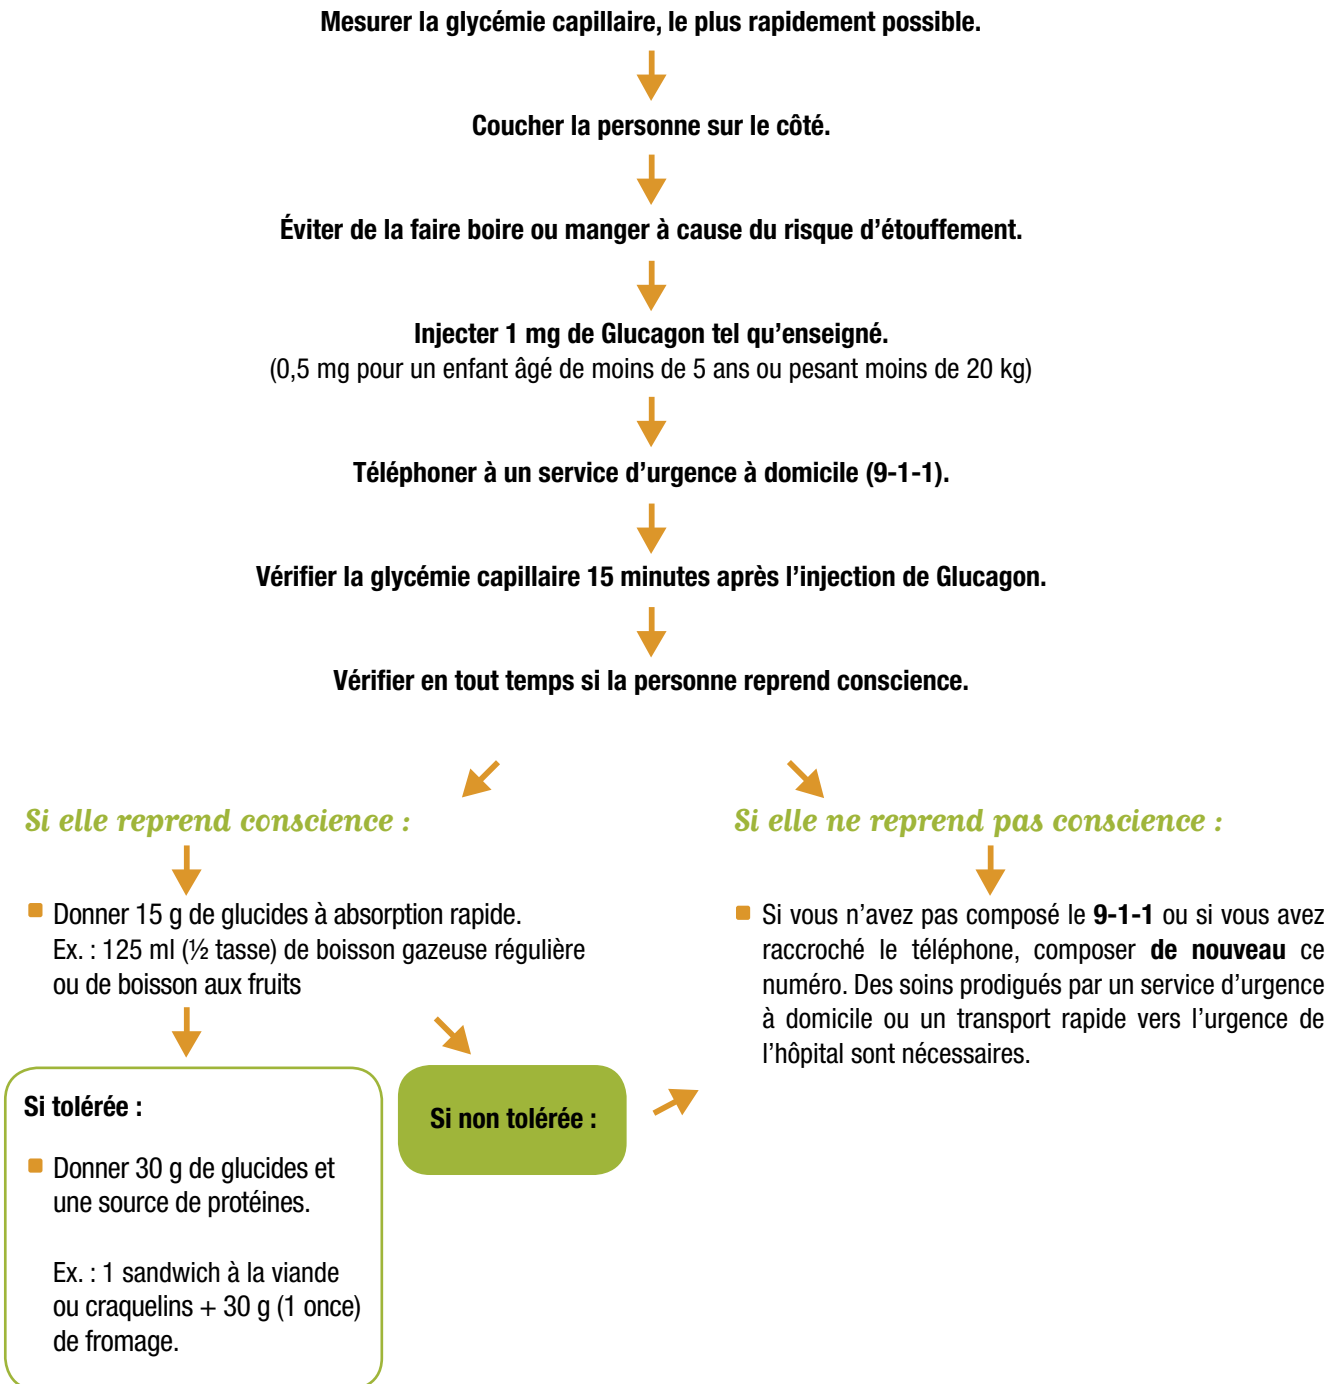 Mesurer la glycémie capillaire, le plus rapidement possible.
Coucher la personne sur le côté.
Éviter de la faire boire ou manger à cause du risque d’étouffement.
Injecter 1 mg de Glucagon tel qu’enseigné.
(0,5 mg pour un enfant âgé de moins de 5 ans ou pesant moins de 20 kg)
Téléphoner à un service d’urgence à domicile (9-1-1).
Vérifier la glycémie capillaire 15 minutes après l’injection de Glucagon.
Vérifier en tout temps si la personne reprend conscience.
Si elle reprend conscience :
Donner 15 g de glucides à absorption rapide.
Ex. : 125 ml (½ tasse) de boisson gazeuse régulière
ou de boisson aux fruits
Si tolérée :
Donner 30 g de glucides et
une source de protéines.
Ex. : 1 sandwich à la viande
ou craquelins + 30 g (1 once)
de fromage.
Si non tolérée :
Si elle ne reprend pas conscience :
Si vous n’avez pas composé le 9-1-1 ou si vous avez
raccroché le téléphone, composer de nouveau ce
numéro. Des soins prodigués par un service d’urgence
à domicile ou un transport rapide vers l’urgence de
l’hôpital sont nécessaires.